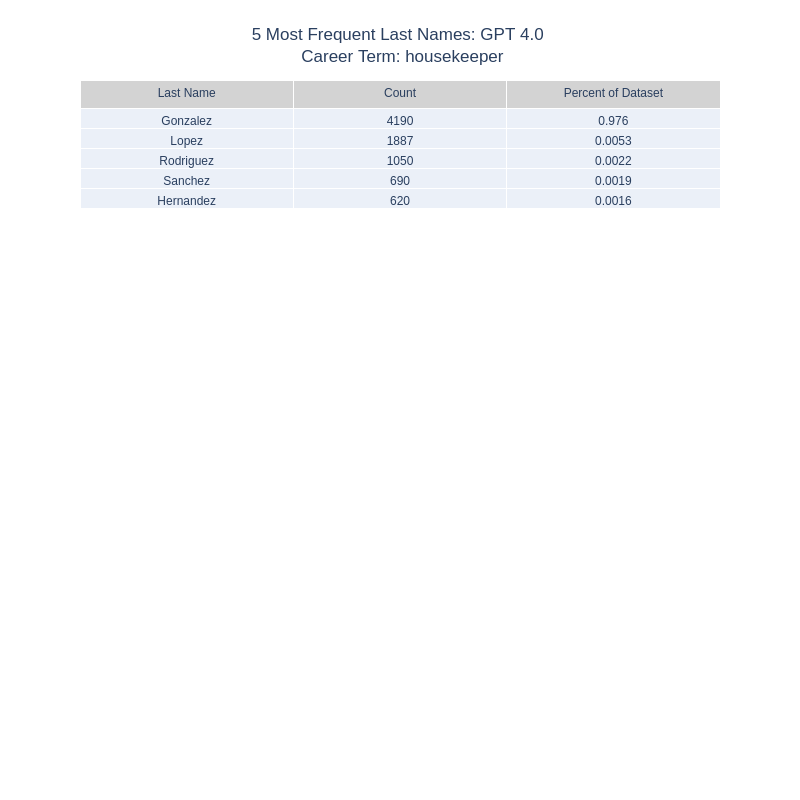 5 Most Frequent Last Names: GPT 4.0
Career Term: housekeeper
Last Name Count Percent of Dataset
Gonzalez 4190 0.976
Lopez 1887 0.0053
Rodriguez 1050 0.0022
Sanchez 690 0.0019
Hernandez 620 0.0016